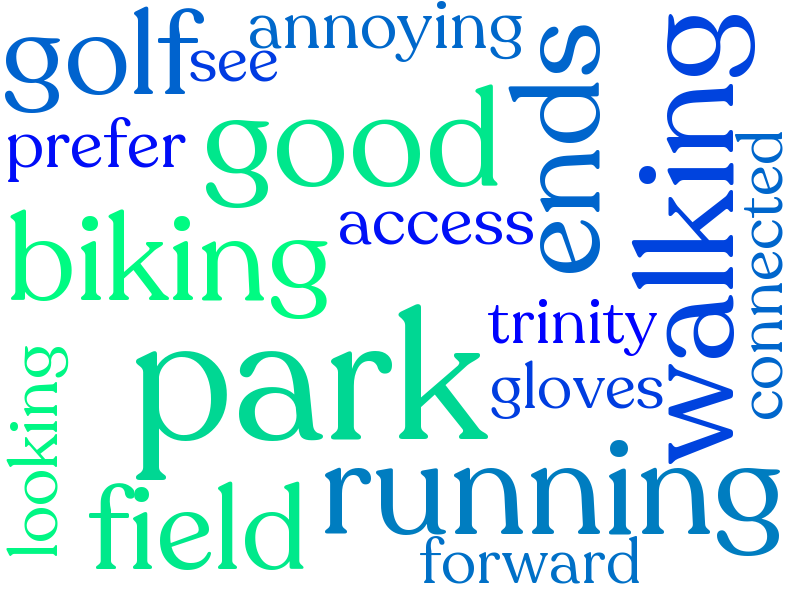 golf
see
annoying
ends
walking
prefer
good
connected
biking
access
trinity
park
gloves
looking
running
field
forward